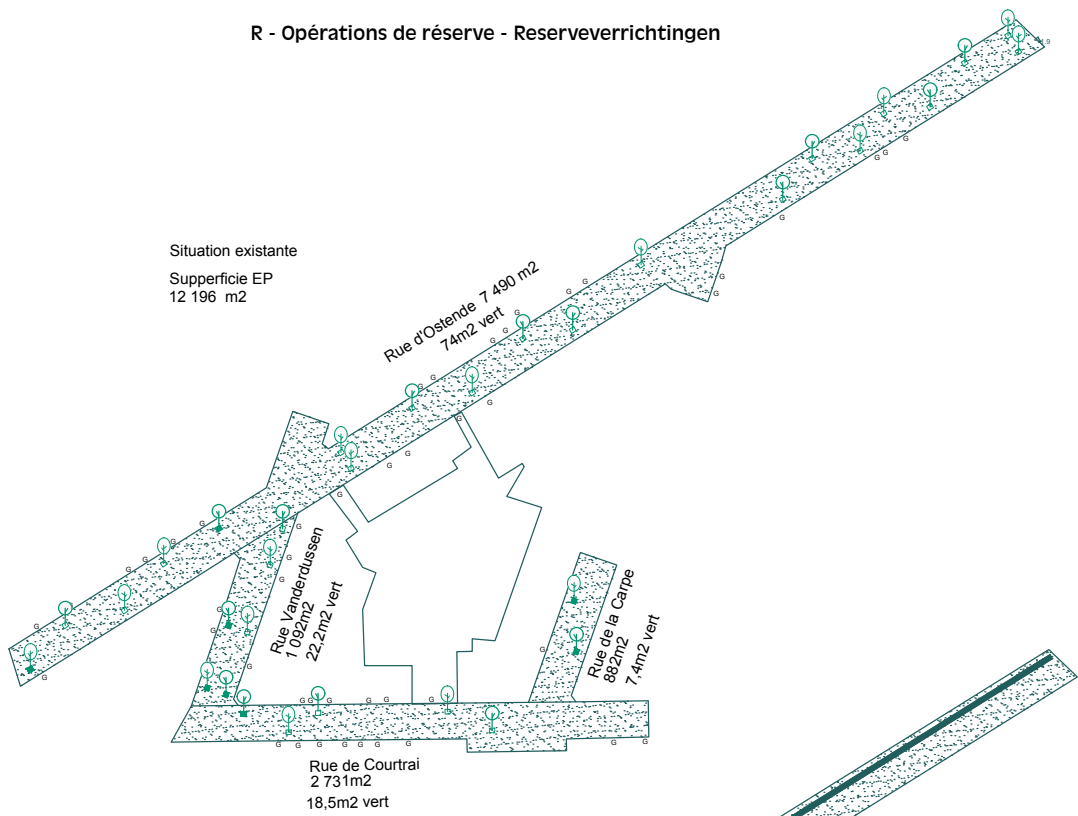 R - Opérations de réserve - Reserveverrichtingen
Situation existante
Supperficie EP
12 196 m2
Rue d'Ostende 7 490 m2
74m2 vert
Rue Vanderdussen
1 092m2
22,2m2 vert
Rue de la Carpe
882m2
7,4m2 vert
Rue de Courtrai
2 731m2
18,5m2 vert